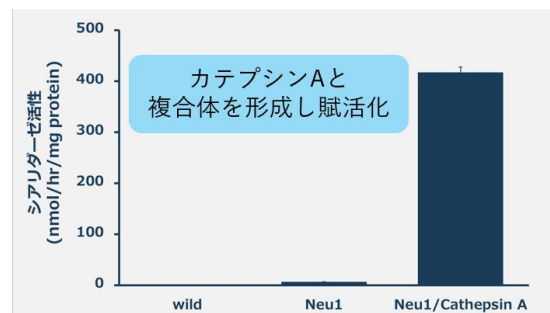 500
400
300
200
100
0
シアリダーゼ活性
(nmol/hr/mg protein)
カテプシンAと
複合体を形成し賦活化
wild
Neu1
Neu1/Cathepsin A